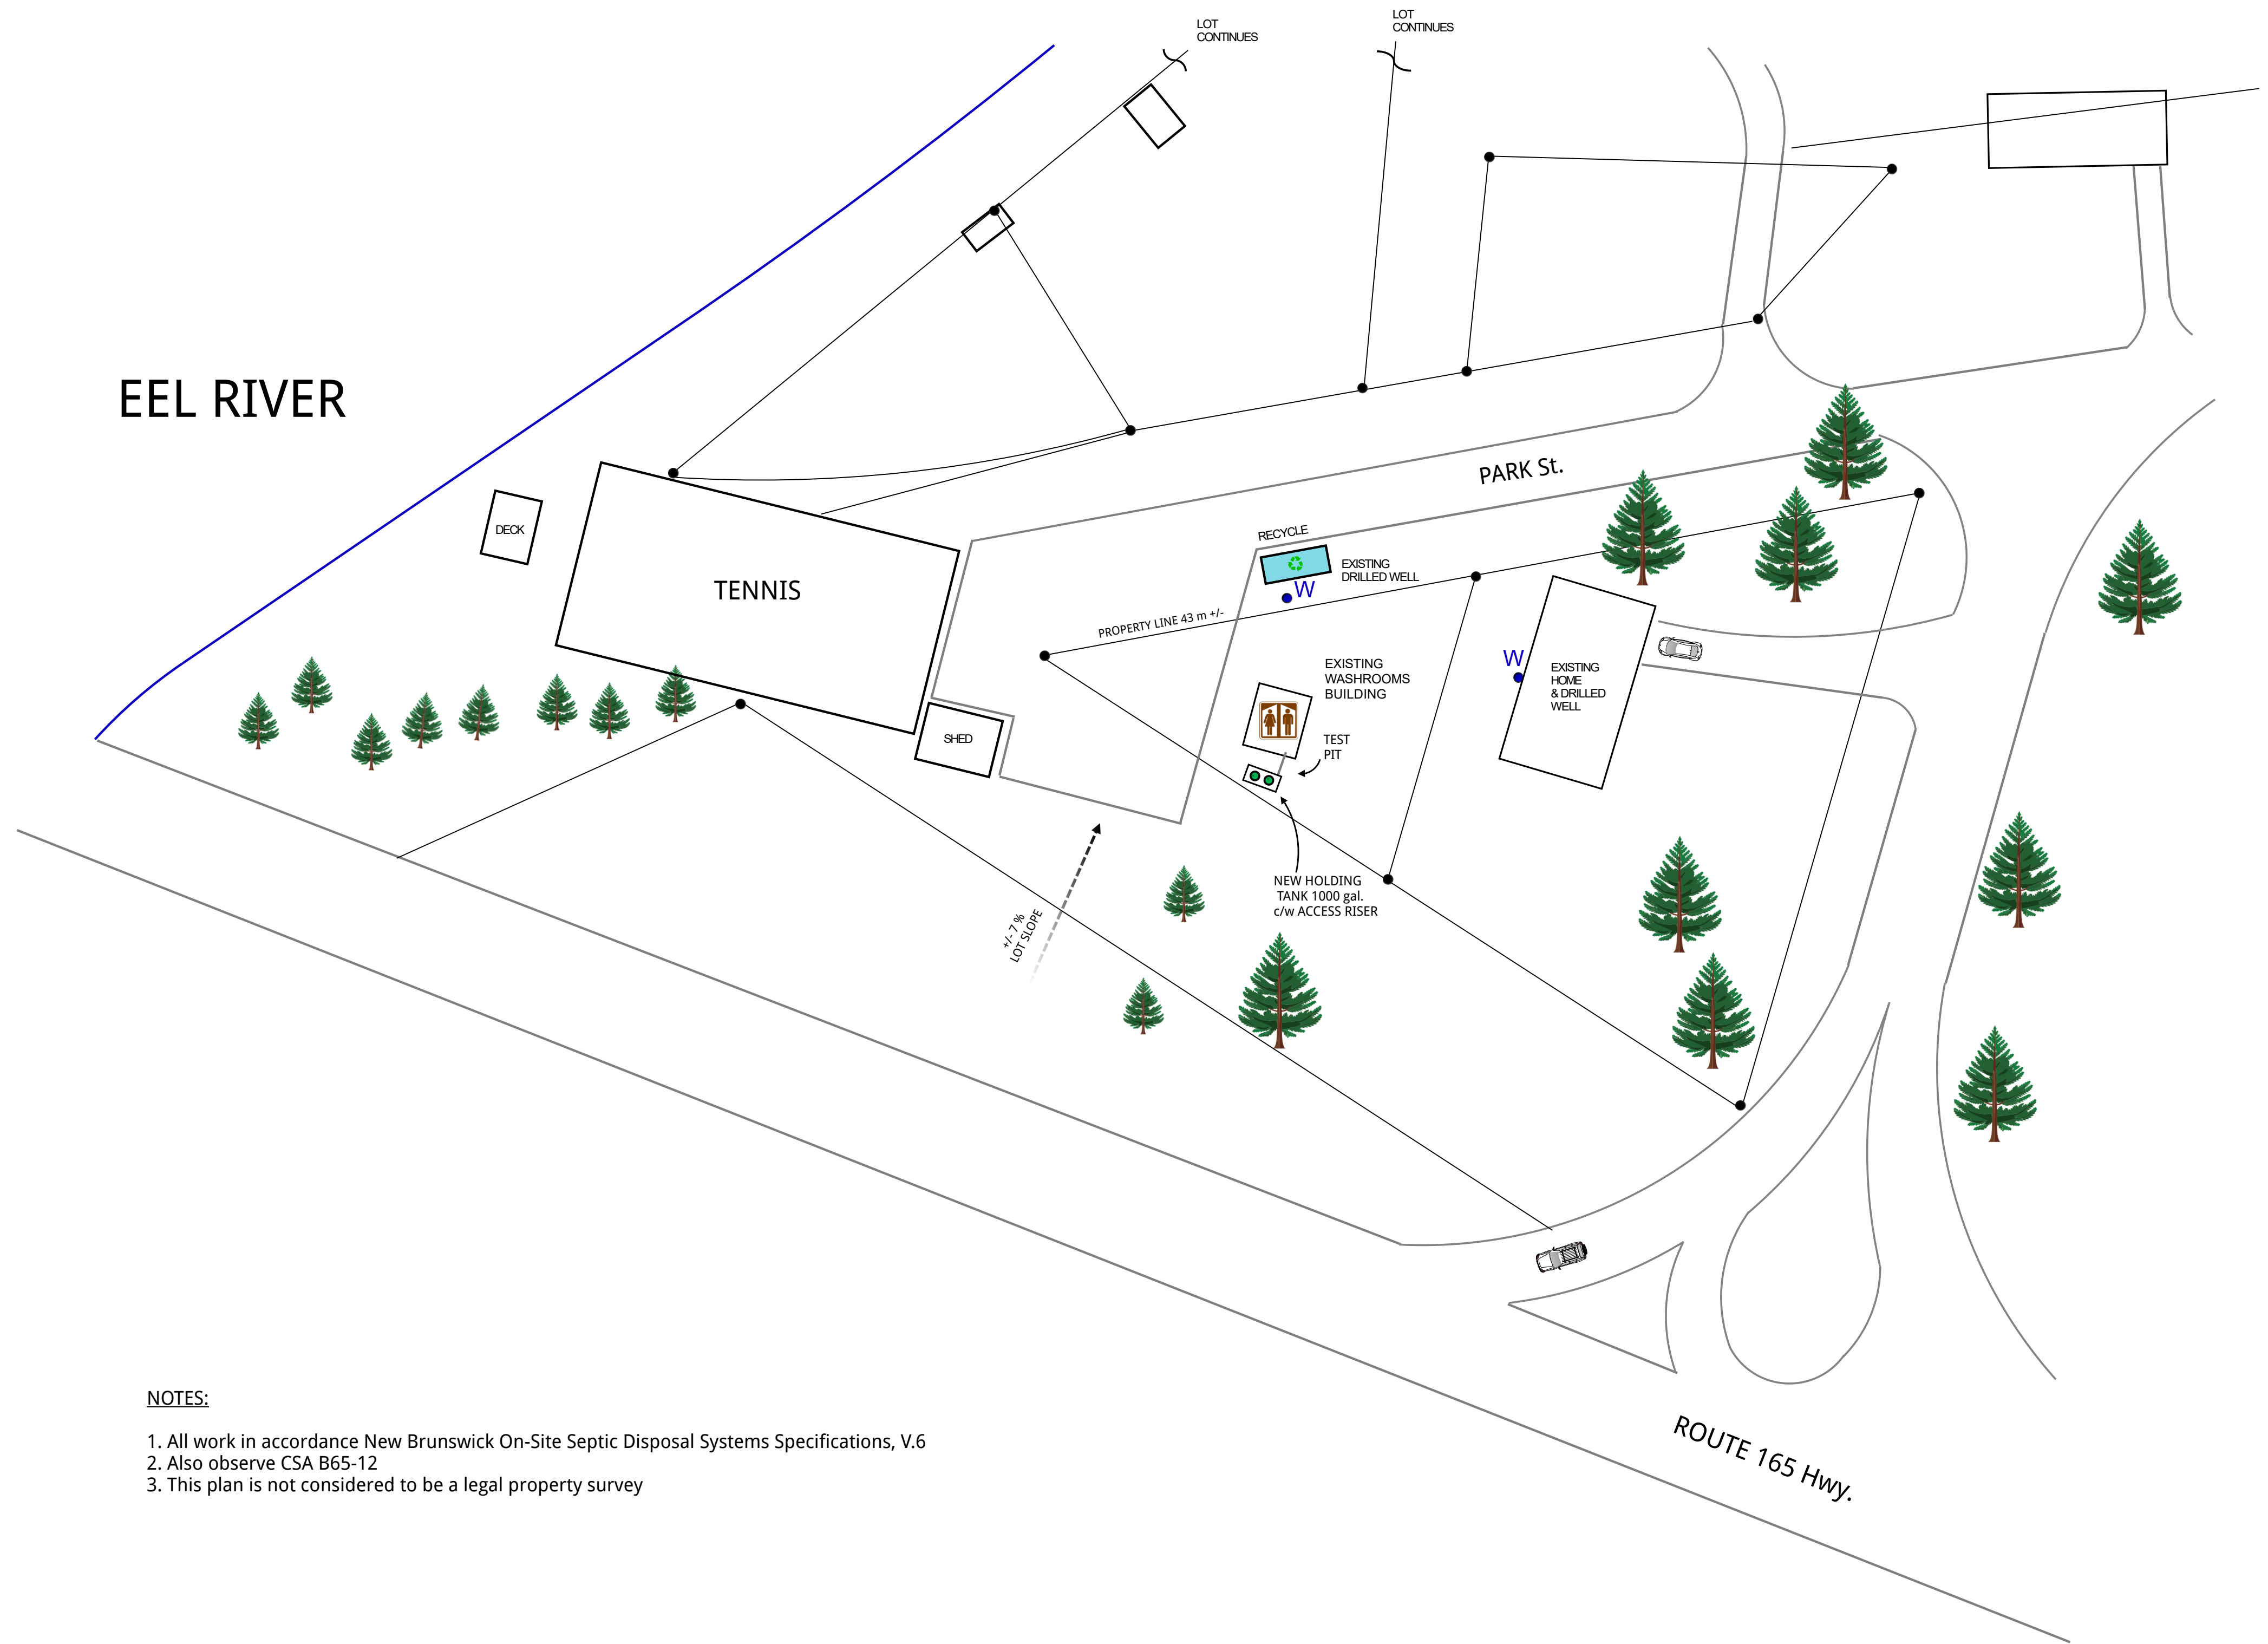 LOT
CONTINUES
LOT
CONTINUES
EEL RIVER
PARK St.
DECK
TENNIS
RECYCLE
EXISTING
DRILLED WELL
W
PROPERTY LINE 43 m +/-
W
EXISTING
WASHROOMS
BUILDING
EXISTING
HOME
& DRILLED
WELL
SHED
TEST
PIT
NEW HOLDING
TANK 1000 gal.
c/w ACCESS RISER
+/- 7 %
LOT SLOPE
NOTES:
1. All work in accordance New Brunswick On-Site Septic Disposal Systems Specifications, V.6
2. Also observe CSA B65-12
3. This plan is not considered to be a legal property survey
ROUTE 165 Hwy.